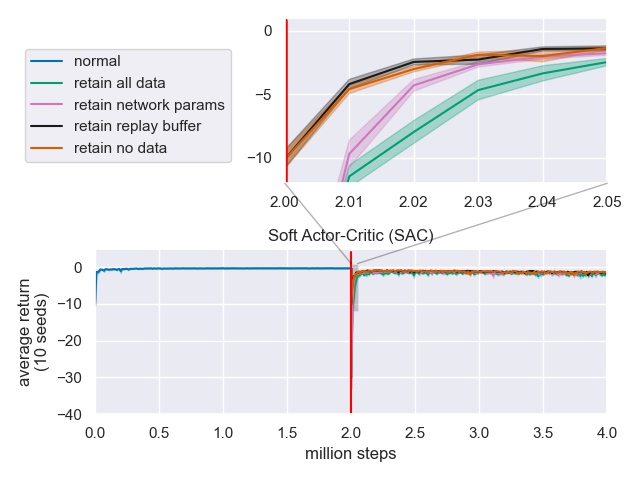 normal
retain all data
retain network params
retain replay buffer
retain no data
0
−5
−10
2.00 2.01 2.02 2.03 2.04 2.05
Soft Actor-Critic (SAC)
0
−10
−20
−30
−40
average return
(10 seeds)
0.0 0.5 1.0 1.5 2.0 2.5 3.0 3.5 4.0
million steps